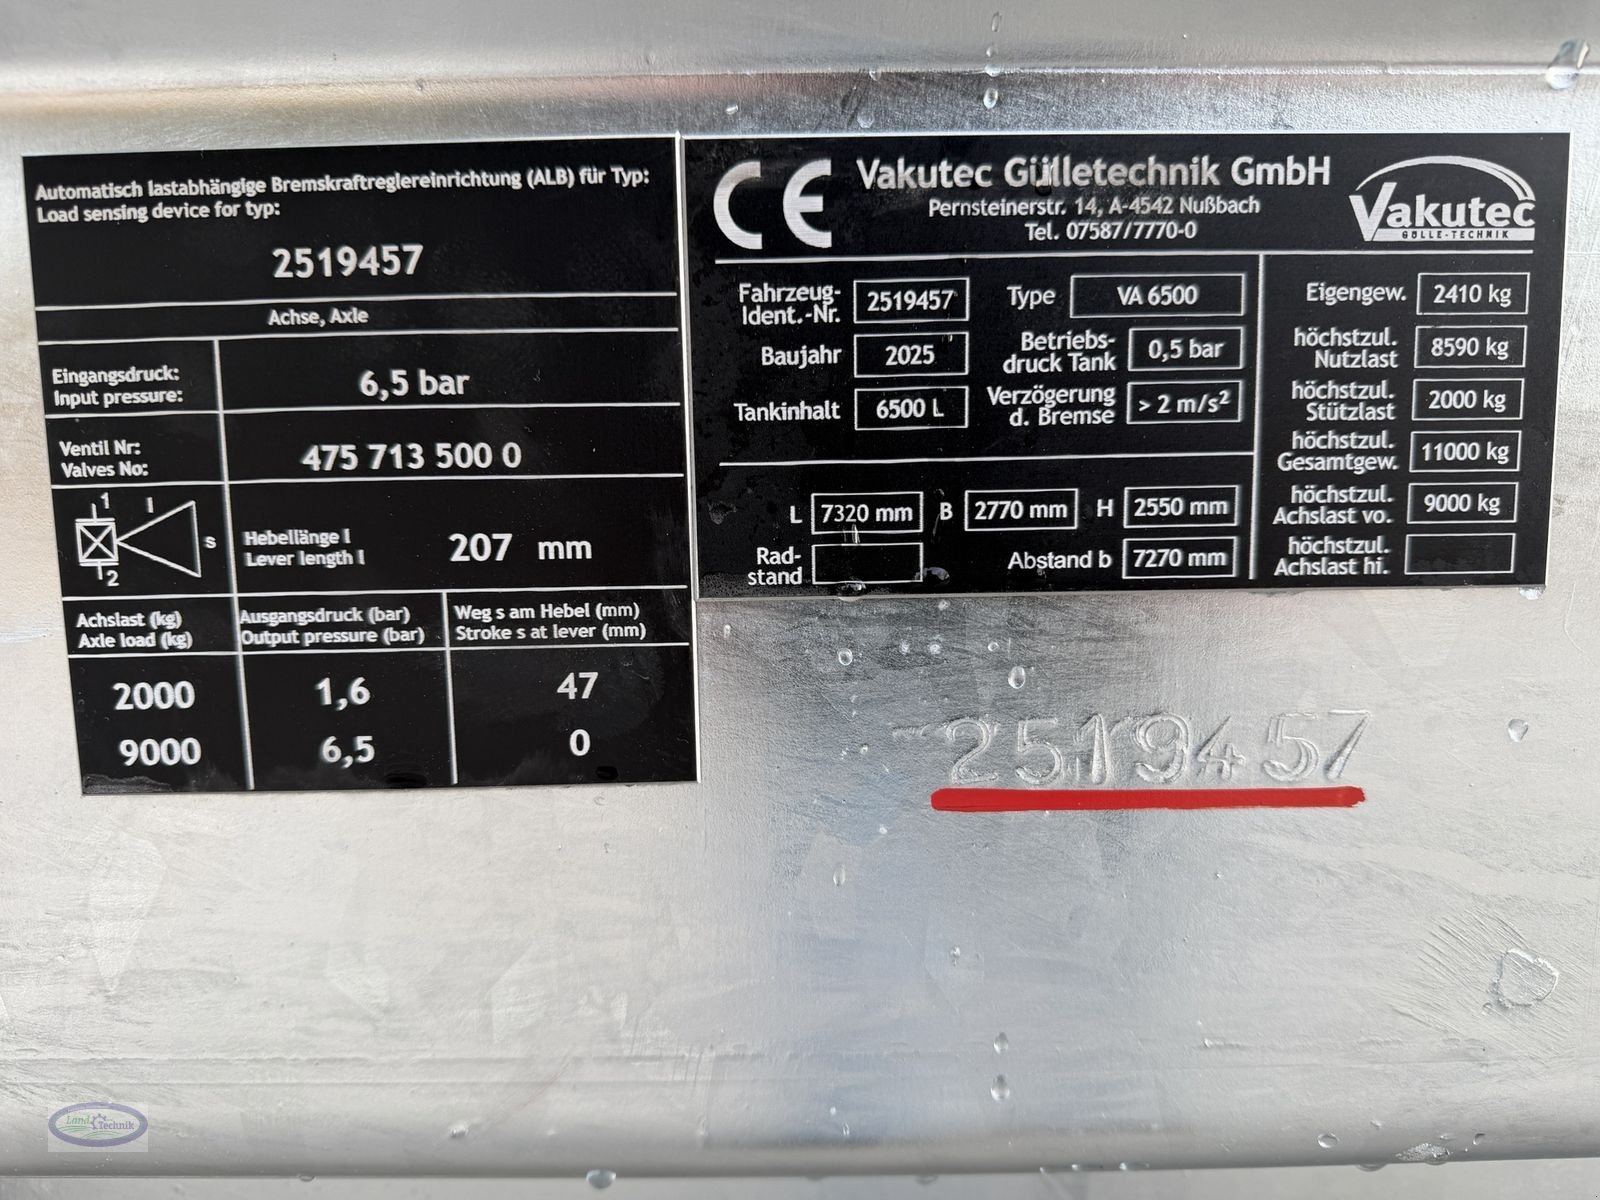 Automatisch lastabhängige Bremskraftreglereinrichtung (ALB) für Typ:
Load sensing device for typ:
2519457
Achse, Axle
Eingangsdruck:
Input pressure:
6,5 bar
Ventil Nr:
Valves No:
475 713 500 0
1
l
s
2
Hebellänge l
Lever length l
207 mm
Achslast (kg)
Axle load (kg)
Ausgangsdruck (bar)
Output pressure (bar)
Weg s am Hebel (mm)
Stroke s at lever (mm)
2000 1,6 47
9000 6,5 0
CE
Vakutec Gülletechnik GmbH
Pernsteinerstr. 14, A-4542 Nußbach
Tel. 07587/7770-0
Vakutec
GÜLLE-TECHNIK
Fahrzeug-
Ident.-Nr.
2519457
Type VA 6500
Baujahr 2025
Betriebs-
druck Tank
0,5 bar
Tankinhalt 6500 L
Verzögerung
d. Bremse
> 2 m/s²
L 7320 mm B 2770 mm H 2550 mm
Rad-
stand
Abstand b 7270 mm
Eigengew. 2410 kg
höchstzul.
Nutzlast
8590 kg
höchstzul.
Stützlast
2000 kg
höchstzul.
Gesamtgew.
11000 kg
höchstzul.
Achslast vo.
9000 kg
höchstzul.
Achslast hi.
2519457
Land Technik